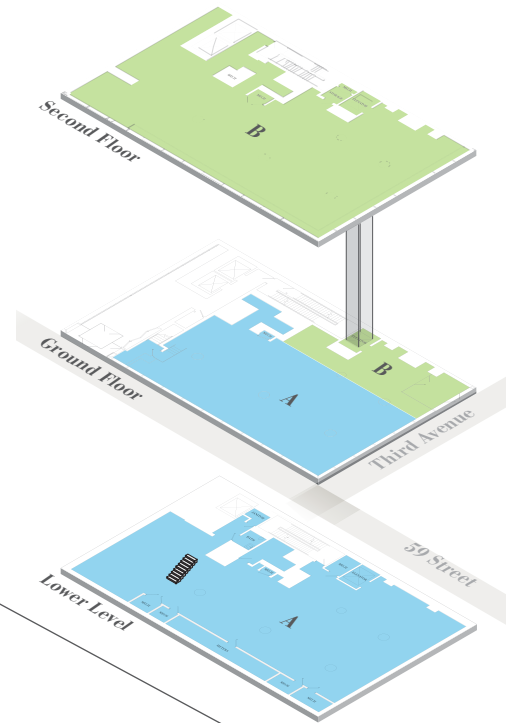 B
Second Floor
Ground Floor
A
B
Third Avenue
59 Street
Lower Level
A